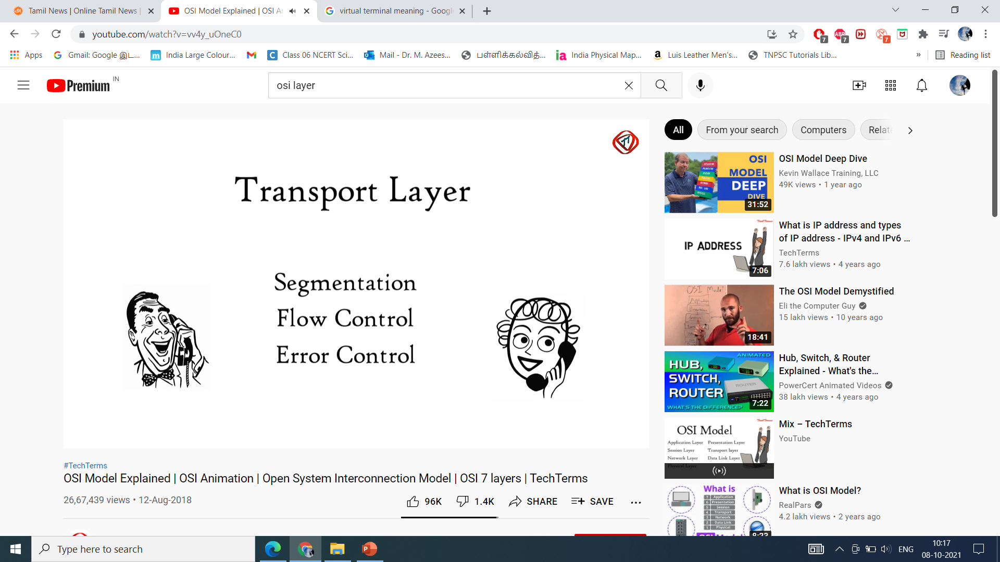 Tamil News | Online Tamil News |
OSI Model Explained | OSI A
virtual terminal meaning - Googl
youtube.com/watch?v=vv4y_uOneC0
7
ABP
7
7
Apps
Gmail: Google இட...
India Large Colour...
Class 06 NCERT Sci...
Mail - Dr. M. Azees...
பள்ளிக்கல்வித்...
India Physical Map...
Luis Leather Men's...
TNPSC Tutorials Lib...
Reading list
Premium IN
osi layer
All
From your search
Computers
Relat
Transport Layer
Segmentation
Flow Control
Error Control
OSI
MODEL
DEEP
DIVE
31:52
OSI Model Deep Dive
Kevin Wallace Training, LLC
49K views • 1 year ago
IP ADDRESS
7:06
What is IP address and types
of IP address - IPv4 and IPv6 ...
TechTerms
7.6 lakh views • 4 years ago
OSI Model
18:41
The OSI Model Demystified
Eli the Computer Guy
15 lakh views • 10 years ago
ANIMATED
HUB,
SWITCH,
ROUTER
ROUTER
WHAT'S THE DIFFERENCE?
7:22
Hub, Switch, & Router
Explained - What's the...
PowerCert Animated Videos
38 lakh views • 4 years ago
OSI Model
Application Layer Presentation Layer
Session Layer Transport layer
Network Layer Data Link Layer
Physical Layer
Mix – TechTerms
YouTube
What is
7 Application
6 Presentation
5 Session
4 Transport
3 Network
2 Data Link
1 Physical
8:23
What is OSI Model?
RealPars
4.2 lakh views • 2 years ago
#TechTerms
OSI Model Explained | OSI Animation | Open System Interconnection Model | OSI 7 layers | TechTerms
26,67,439 views • 12-Aug-2018
96K
1.4K
SHARE
SAVE
Type here to search
ENG
10:17
08-10-2021